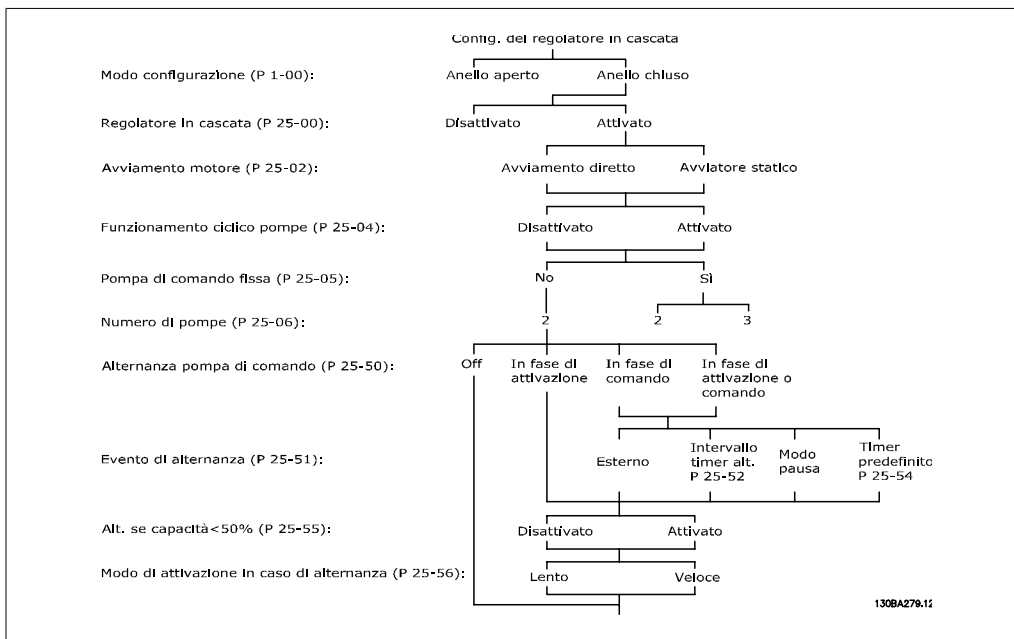 Config. del regolatore in cascata
Modo configurazione (P 1-00): Anello aperto Anello chiuso
Regolatore in cascata (P 25-00): Disattivato Attivato
Avviamento motore (P 25-02): Avviamento diretto Avviatore statico
Funzionamento ciclico pompe (P 25-04): Disattivato Attivato
Pompa di comando fissa (P 25-05): No Sì
Numero di pompe (P 25-06): 2 2 3
Alternanza pompa di comando (P 25-50): Off In fase di attivazione In fase di comando In fase di attivazione o comando
Evento di alternanza (P 25-51): Esterno Intervallo timer alt. P 25-52 Modo pausa Timer predefinito P 25-54
Alt. se capacità<50% (P 25-55): Disattivato Attivato
Modo di attivazione in caso di alternanza (P 25-56): Lento Veloce
130BA279.12